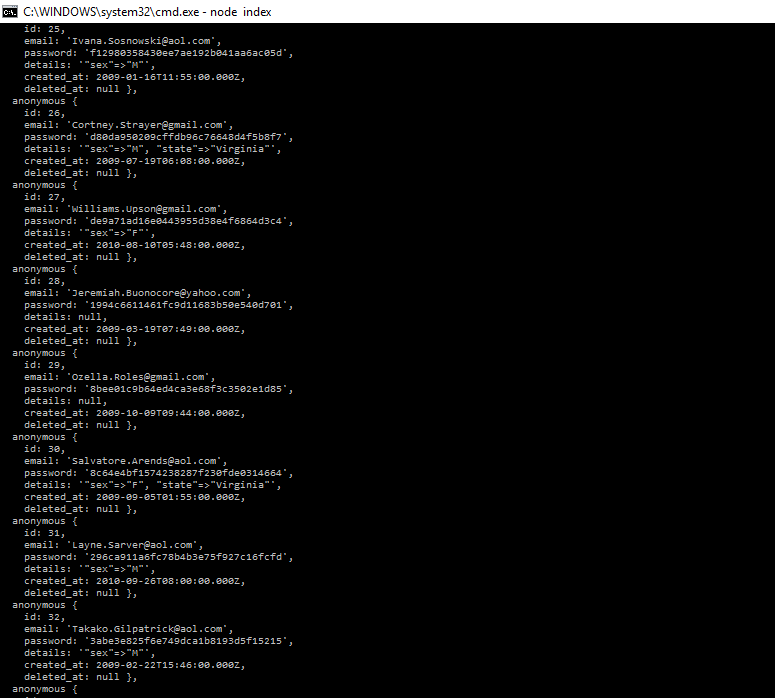 C:\WINDOWS\system32\cmd.exe - node index
id: 25,
email: 'Ivana.Sosnowski@aol.com',
password: 'f12980358430ee7ae192b041aa6ac05d',
details: '"sex"=>"M"',
created_at: 2009-01-16T11:55:00.000Z,
deleted_at: null },
anonymous {
id: 26,
email: 'Cortney.Strayer@gmail.com',
password: 'd80da950209cffdb96c76648d4f5b8f7',
details: '"sex"=>"M", "state"=>"Virginia"',
created_at: 2009-07-19T06:08:00.000Z,
deleted_at: null },
anonymous {
id: 27,
email: 'Williams.Upson@gmail.com',
password: 'de9a71ad16e0443955d38e4f6864d3c4',
details: '"sex"=>"F"',
created_at: 2010-08-10T05:48:00.000Z,
deleted_at: null },
anonymous {
id: 28,
email: 'Jeremiah.Buonocore@yahoo.com',
password: '1994c6611461fc9d11683b50e540d701',
details: null,
created_at: 2009-03-19T07:49:00.000Z,
deleted_at: null },
anonymous {
id: 29,
email: 'Ozella.Roles@gmail.com',
password: '8bee01c9b64ed4ca3e68f3c3502e1d85',
details: null,
created_at: 2009-10-09T09:44:00.000Z,
deleted_at: null },
anonymous {
id: 30,
email: 'Salvatore.Arends@aol.com',
password: '8c64e4bf1574238287f230fde0314664',
details: '"sex"=>"F", "state"=>"Virginia"',
created_at: 2009-09-05T01:55:00.000Z,
deleted_at: null },
anonymous {
id: 31,
email: 'Layne.Sarver@aol.com',
password: '296ca911a6fc78b4b3e75f927c16fcfd',
details: '"sex"=>"M"',
created_at: 2010-09-26T08:00:00.000Z,
deleted_at: null },
anonymous {
id: 32,
email: 'Takako.Gilpatrick@aol.com',
password: '3abe3e825f6e749dca1b8193d5f15215',
details: '"sex"=>"M"',
created_at: 2009-02-22T15:46:00.000Z,
deleted_at: null },
anonymous {